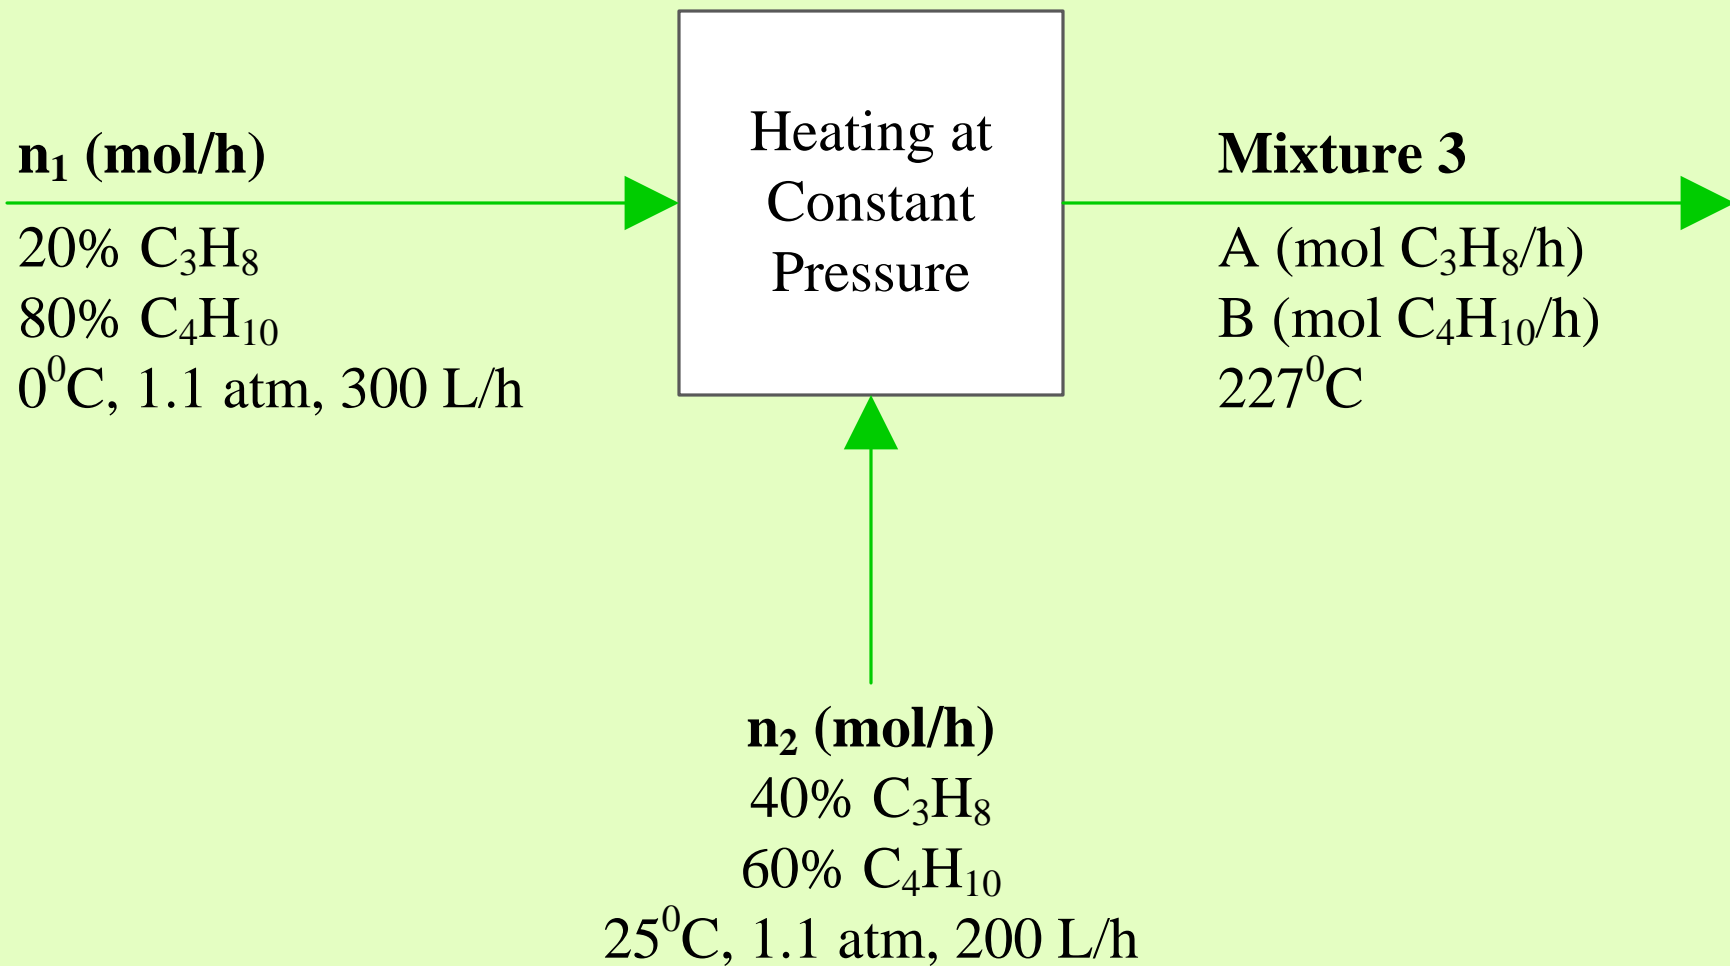 n₁ (mol/h)
20% C₃H₈
80% C₄H₁₀
0⁰C, 1.1 atm, 300 L/h
Heating at
Constant
Pressure
Mixture 3
A (mol C₃H₈/h)
B (mol C₄H₁₀/h)
227⁰C
n₂ (mol/h)
40% C₃H₈
60% C₄H₁₀
25⁰C, 1.1 atm, 200 L/h